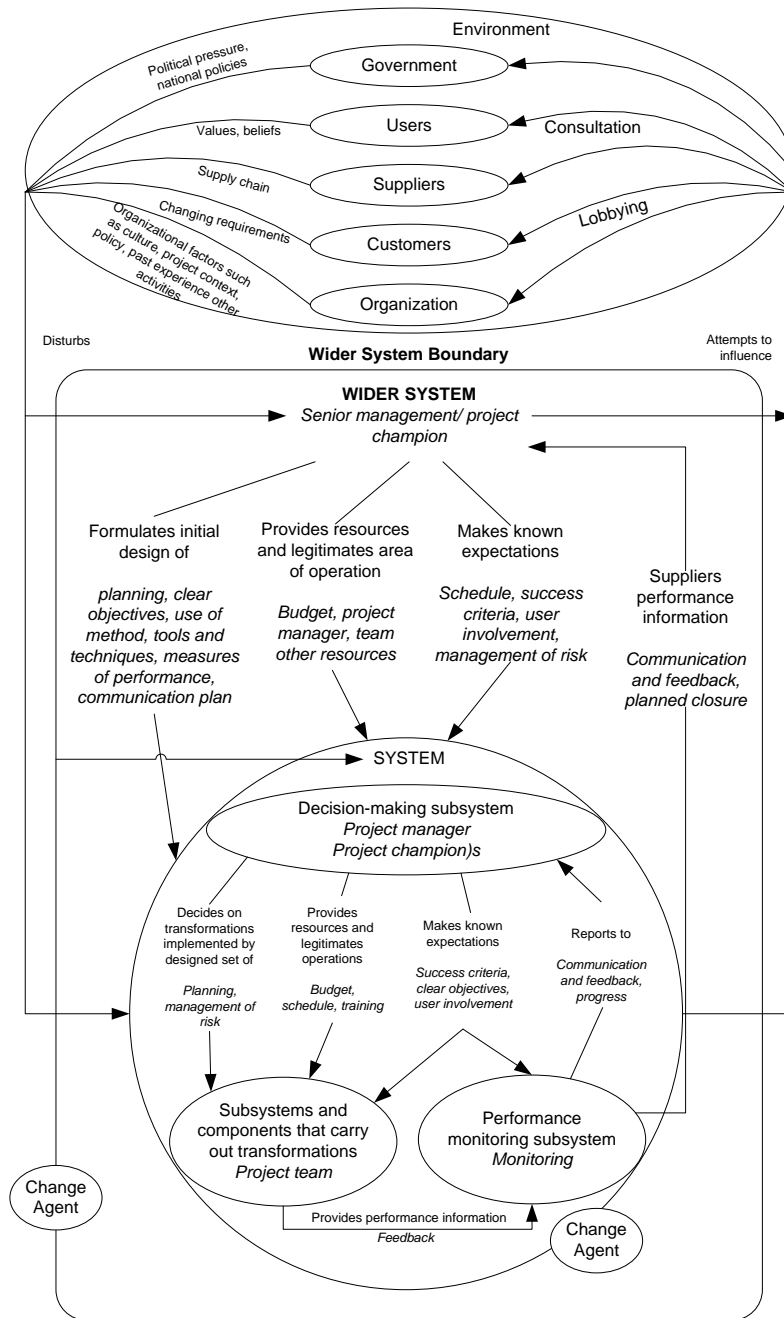 Environment
Political pressure,
national policies
Government
Values, beliefs
Users
Consultation
Supply chain
Suppliers
Changing requirements
Customers
Lobbying
Organizational factors such
as culture, project context,
policy, past experience other
activities
Organization
Disturbs
Attempts to
influence
Wider System Boundary
WIDER SYSTEM
Senior management/ project
champion
Formulates initial
design of
planning, clear
objectives, use of
method, tools and
techniques, measures
of performance,
communication plan
Provides resources
and legitimates area
of operation
Budget, project
manager, team
other resources
Makes known
expectations
Schedule, success
criteria, user
involvement,
management of risk
Suppliers
performance
information
Communication
and feedback,
planned closure
SYSTEM
Decision-making subsystem
Project manager
Project champion)s
Decides on
transformations
implemented by
designed set of
Planning,
management of
risk
Provides
resources and
legitimates
operations
Budget,
schedule, training
Makes known
expectations
Success criteria,
clear objectives,
user involvement
Reports to
Communication
and feedback,
progress
Subsystems and
components that carry
out transformations
Project team
Performance
monitoring subsystem
Monitoring
Change
Agent
Provides performance information
Feedback
Change
Agent